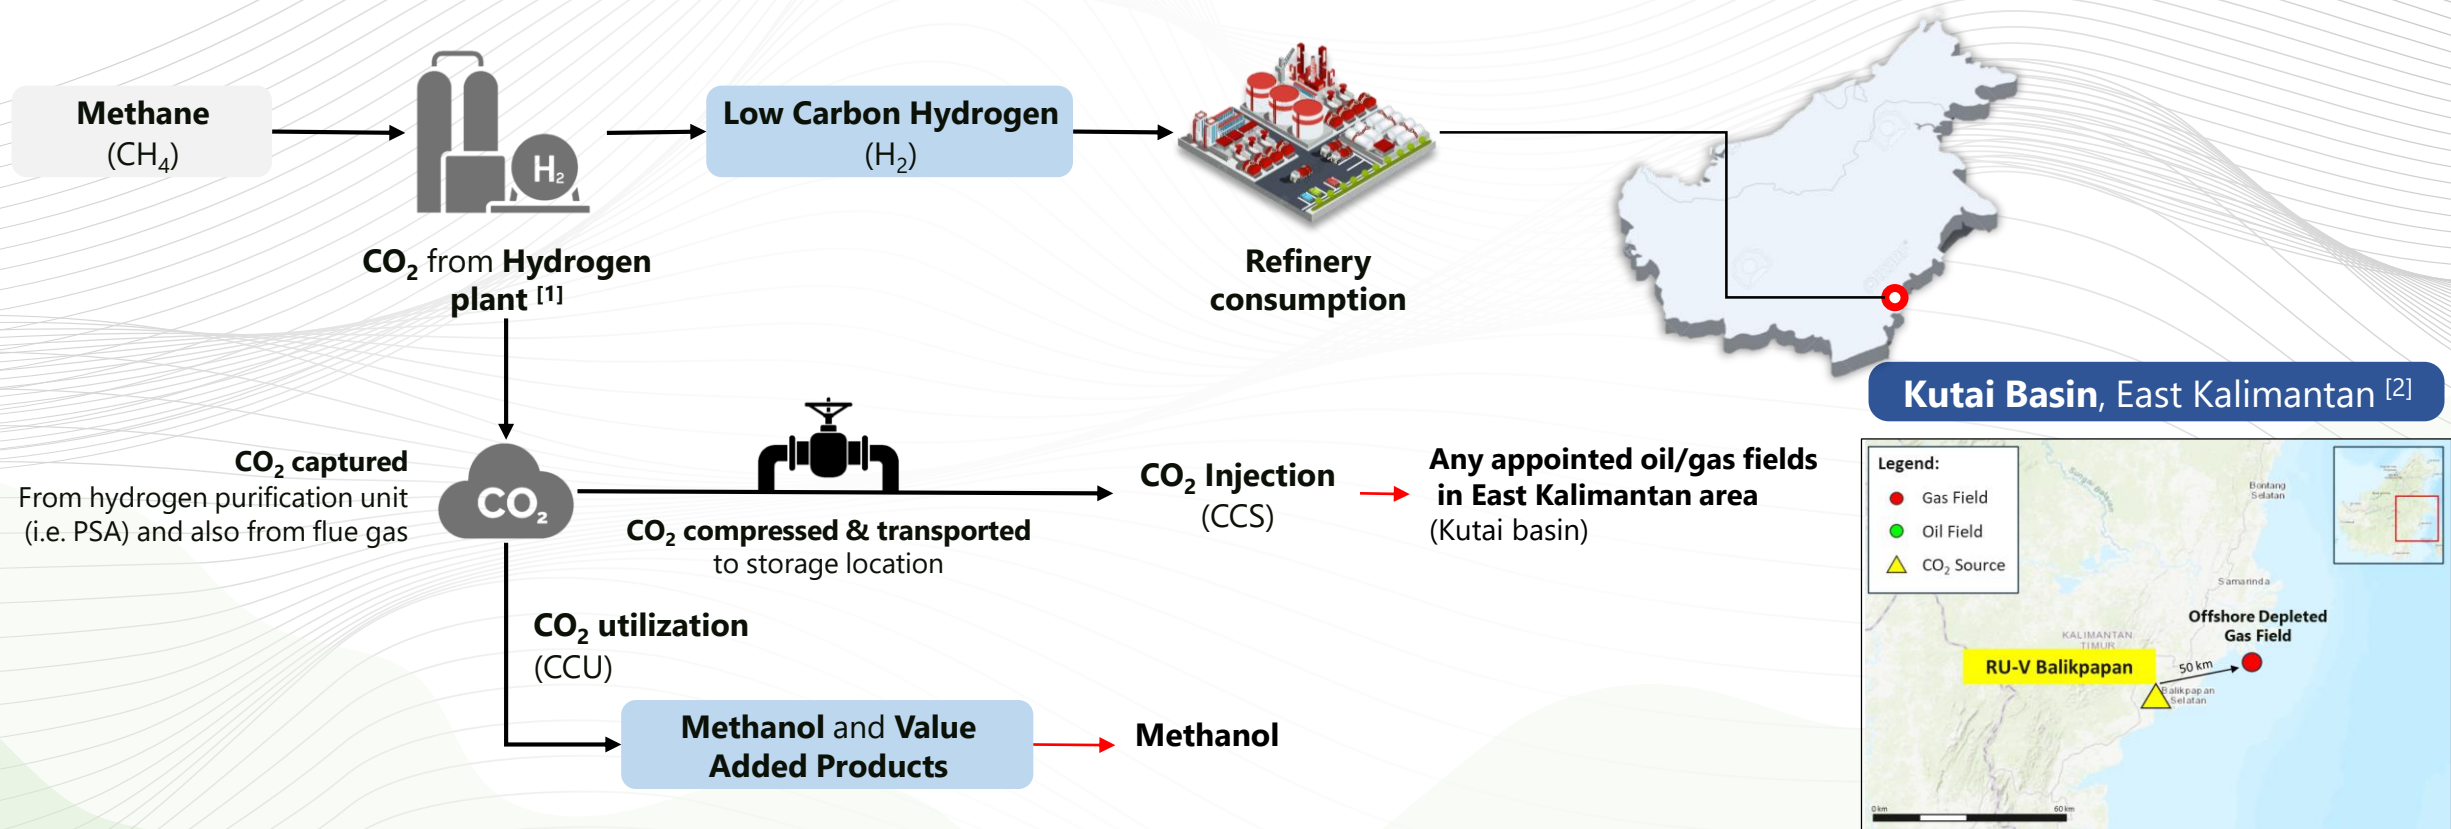 Methane
(CH₄)
H₂
Low Carbon Hydrogen
(H₂)
CO₂ from Hydrogen
plant [1]
Refinery
consumption
Kutai Basin, East Kalimantan [2]
CO₂ captured
From hydrogen purification unit
(i.e. PSA) and also from flue gas
CO₂
CO₂ compressed & transported
to storage location
CO₂ Injection
(CCS)
Any appointed oil/gas fields
in East Kalimantan area
(Kutai basin)
CO₂ utilization
(CCU)
Methanol and Value
Added Products
Methanol
Legend:
Gas Field
Oil Field
CO₂ Source
Bontang
Selatan
Samarinda
Offshore Depleted
Gas Field
KALIMANTAN
TIMUR
RU-V Balikpapan
50 km
Balikpapan
Selatan
0 km
60 km